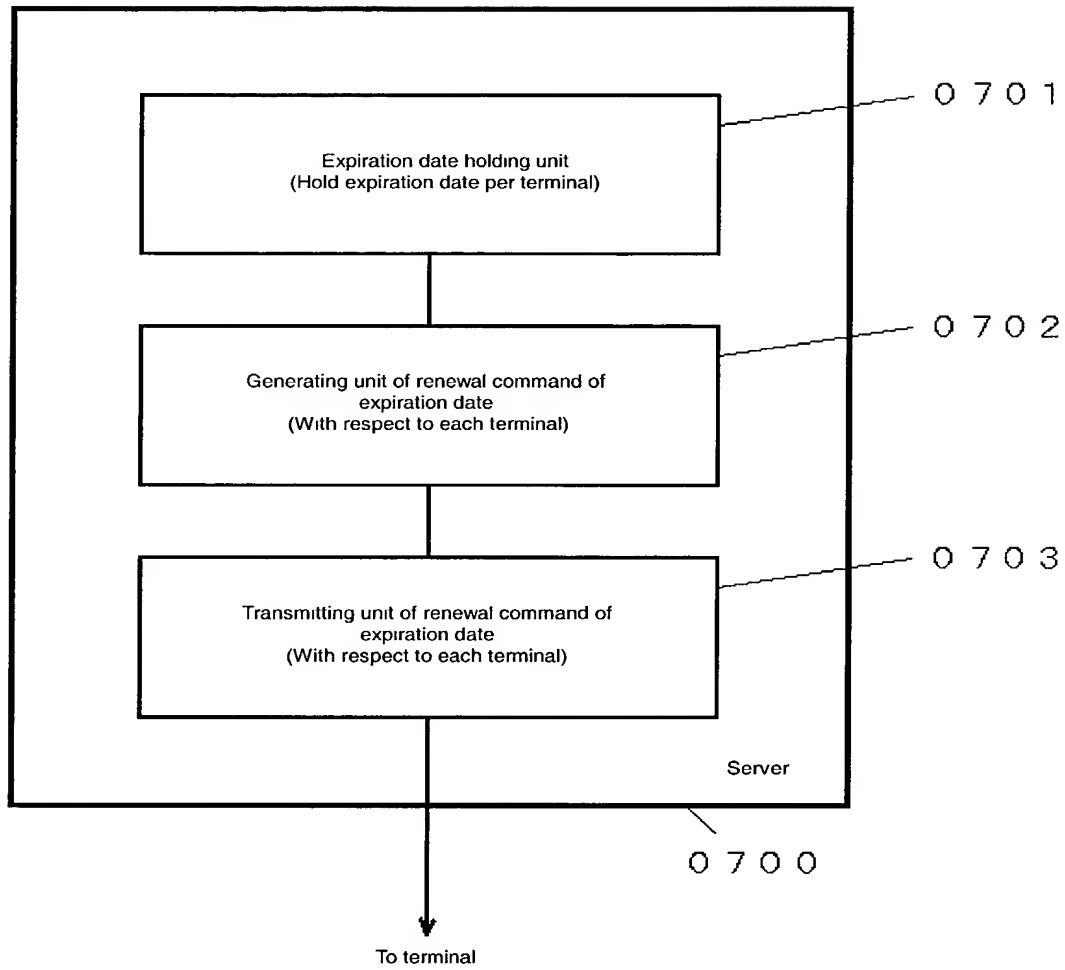 Expiration date holding unit
(Hold expiration date per terminal)
0701
Generating unit of renewal command of
expiration date
(With respect to each terminal)
0702
Transmitting unit of renewal command of
expiration date
(With respect to each terminal)
0703
Server
0700
To terminal